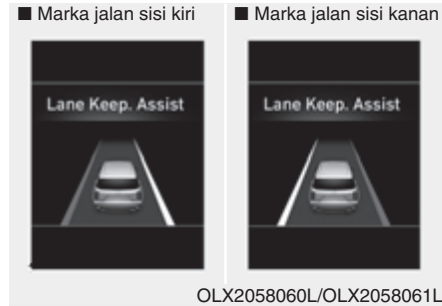 ■ Marka jalan sisi kiri
■ Marka jalan sisi kanan
Lane Keep. Assist
Lane Keep. Assist
OLX2058060L/OLX2058061L